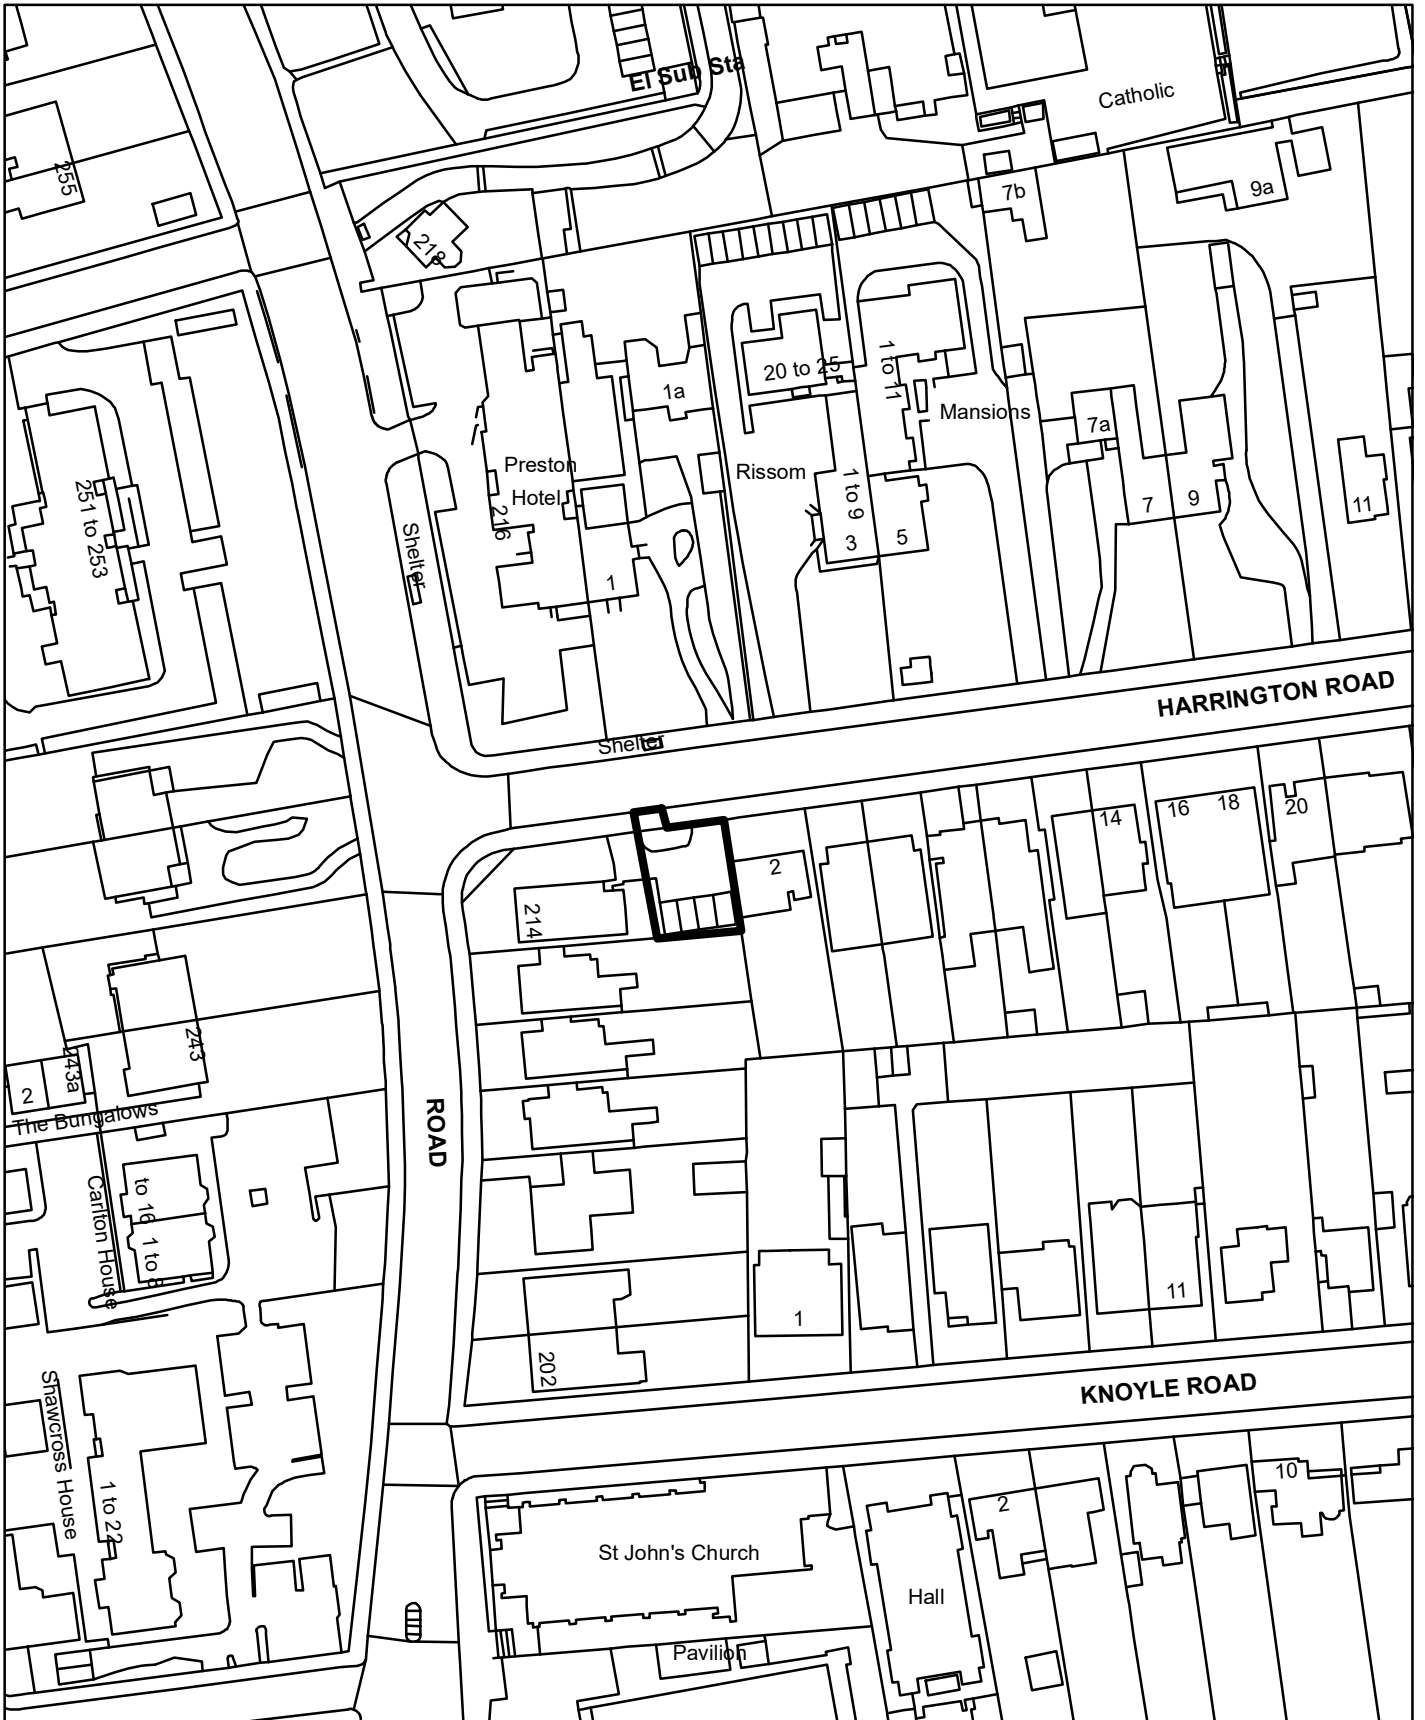 El Sub Sta
Catholic
255
7b
9a
218
20 to 25
1 to 11
1a
Mansions
7a
Preston
Hotel
Rissom
1 to 9
216
251 to 253
Shelter
3
5
7
9
11
1
HARRINGTON ROAD
Shelter
2
14
16
18
20
214
243
43a
2
The Bungalows
ROAD
Carlton House
to 16
1 to 8
1
11
202
KNOYLE ROAD
Shawcross House
1 to 22
St John's Church
Hall
2
10
Pavilion